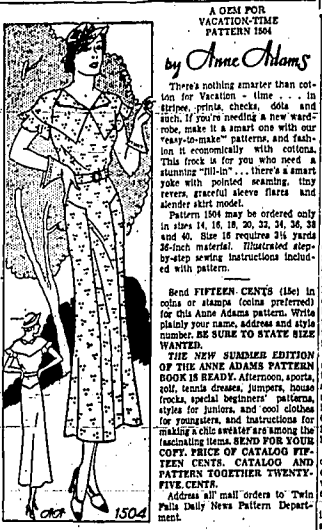 A GEM FOR
VACATION-TIME
PATTERN 1504
by Anne Adams
There's nothing smarter than cot-
ton for Vacation - time . . . in
stripes, prints, checks, dots and
such. If you're needing a new ward-
robe, make it a smart one with our
"easy-to-make" patterns, and fash-
ion it economically with cottons.
This frock is for you who need a
stunning "fill-in" . . . there's a smart
yoke with pointed seaming, tiny
revers, graceful sleeve flares and
slender skirt model.
Pattern 1504 may be ordered only
in sizes 14, 16, 18, 20, 32, 34, 36, 38
and 40. Size 16 requires 3½ yards
36-inch material. Illustrated step-
by-step sewing instructions includ-
ed with pattern.
Send FIFTEEN CENTS (15c) in
coins or stamps (coins preferred)
for this Anne Adams pattern. Write
plainly your name, address and style
number. BE SURE TO STATE SIZE
WANTED.
THE NEW SUMMER EDITION
OF THE ANNE ADAMS PATTERN
BOOK IS READY. Afternoon, sports,
golf, tennis dresses, jumpers, house
frocks, special beginners' patterns,
styles for juniors, and cool clothes
for youngsters, and instructions for
making a chic sweater are among the
fascinating items. SEND FOR YOUR
COPY. PRICE OF CATALOG FIF-
TEEN CENTS. CATALOG AND
PATTERN TOGETHER TWENTY-
FIVE CENTS.
Address all mail orders to Twin
Falls Daily News Pattern Depart-
ment.
1504